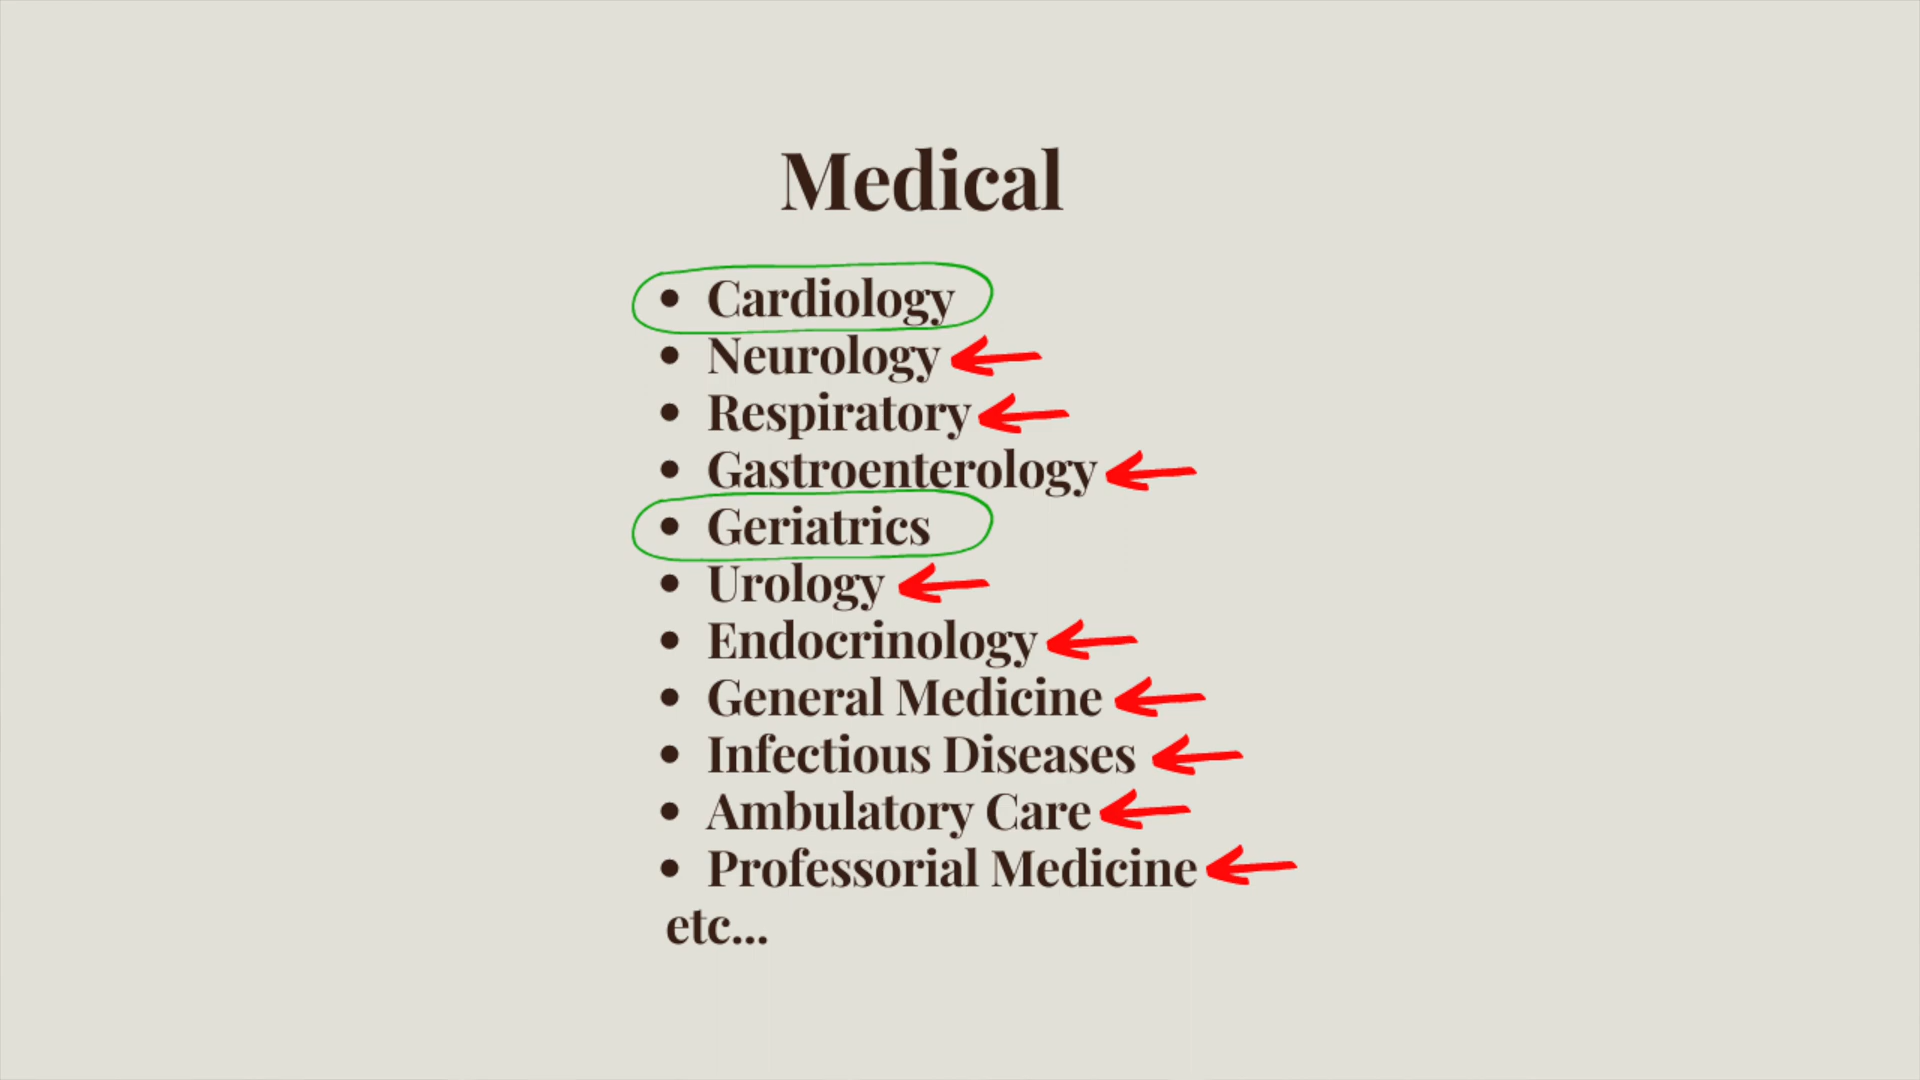 Medical
• Cardiology
• Neurology
• Respiratory
• Gastroenterology
• Geriatrics
• Urology
• Endocrinology
• General Medicine
• Infectious Diseases
• Ambulatory Care
• Professorial Medicine
etc...